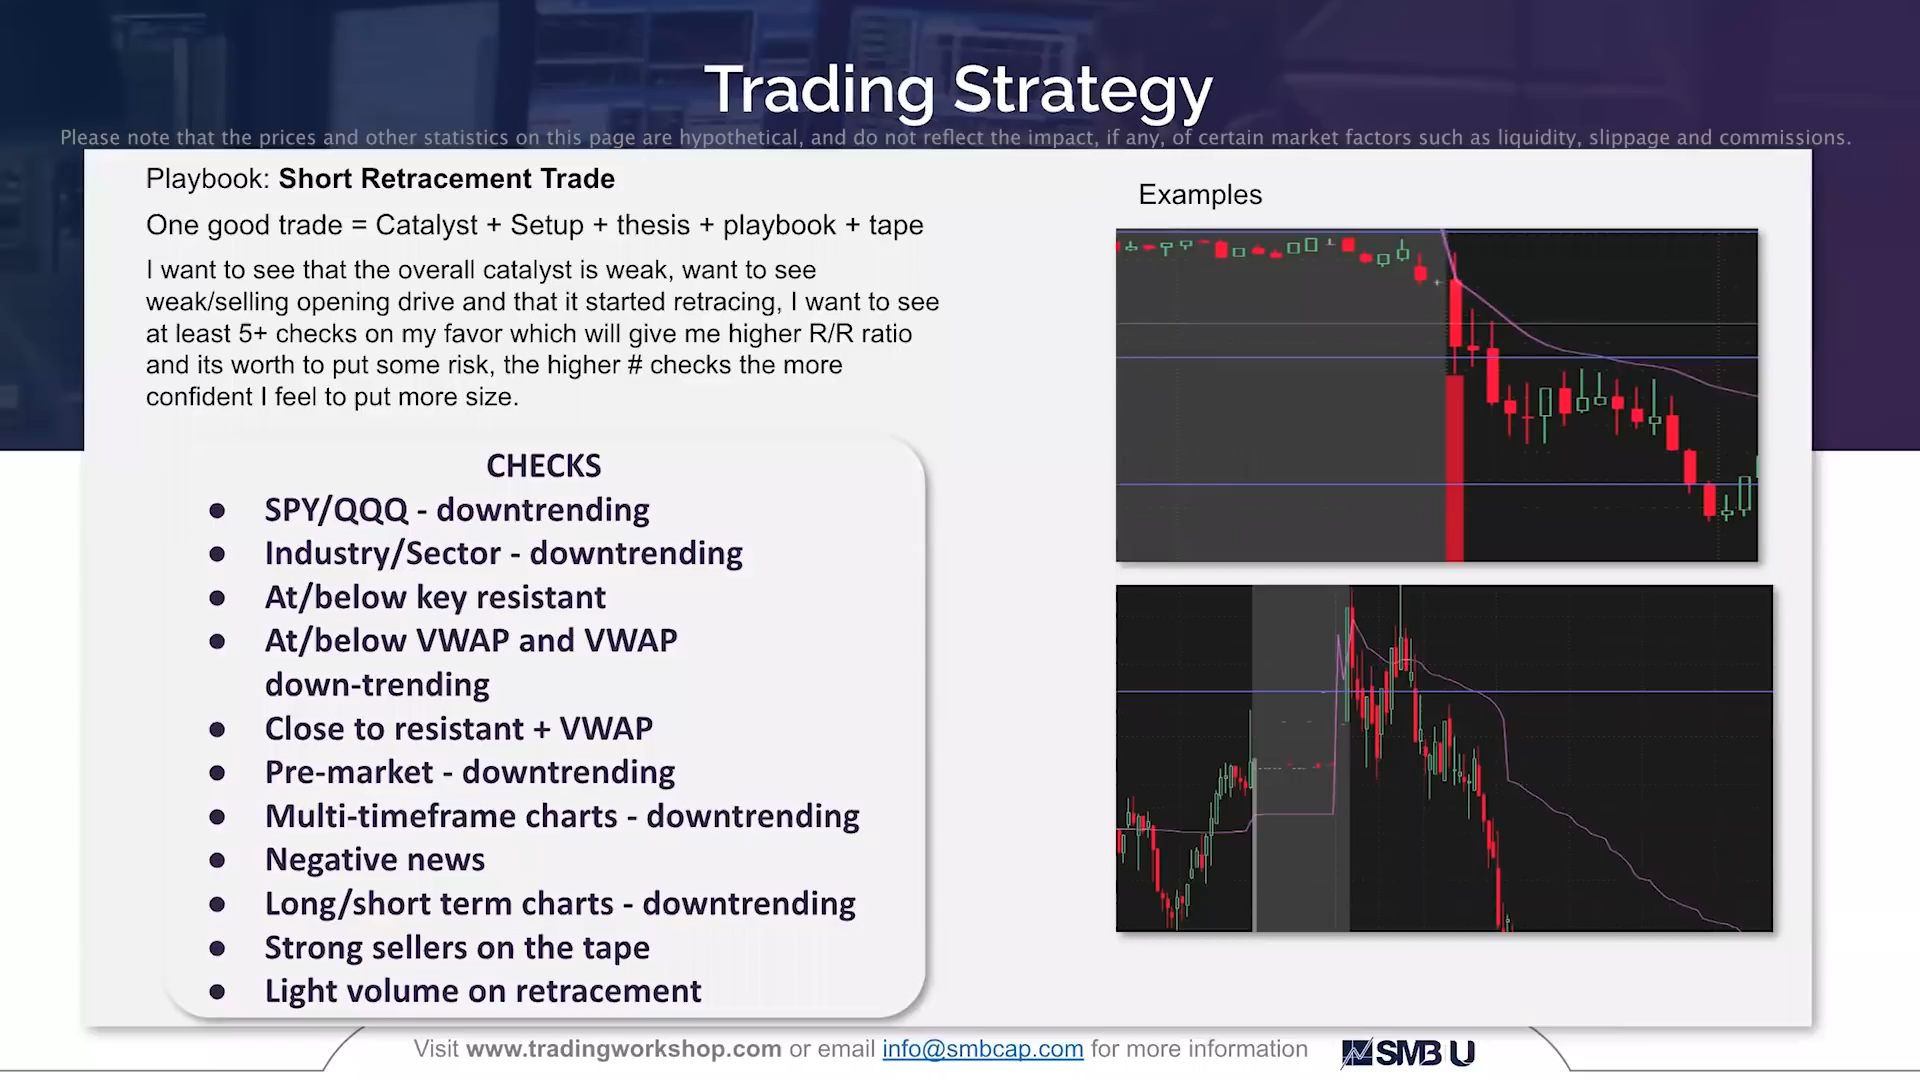 Trading Strategy
Please note that the prices and other statistics on this page are hypothetical, and do not reflect the impact, if any, of certain market factors such as liquidity, slippage and commissions.
Playbook: Short Retracement Trade
One good trade = Catalyst + Setup + thesis + playbook + tape
I want to see that the overall catalyst is weak, want to see
weak/selling opening drive and that it started retracing, I want to see
at least 5+ checks on my favor which will give me higher R/R ratio
and its worth to put some risk, the higher # checks the more
confident I feel to put more size.
CHECKS
● SPY/QQQ - downtrending
● Industry/Sector - downtrending
● At/below key resistant
● At/below VWAP and VWAP
down-trending
● Close to resistant + VWAP
● Pre-market - downtrending
● Multi-timeframe charts - downtrending
● Negative news
● Long/short term charts - downtrending
● Strong sellers on the tape
● Light volume on retracement
Examples
Visit www.tradingworkshop.com or email info@smbcap.com for more information
SMB U